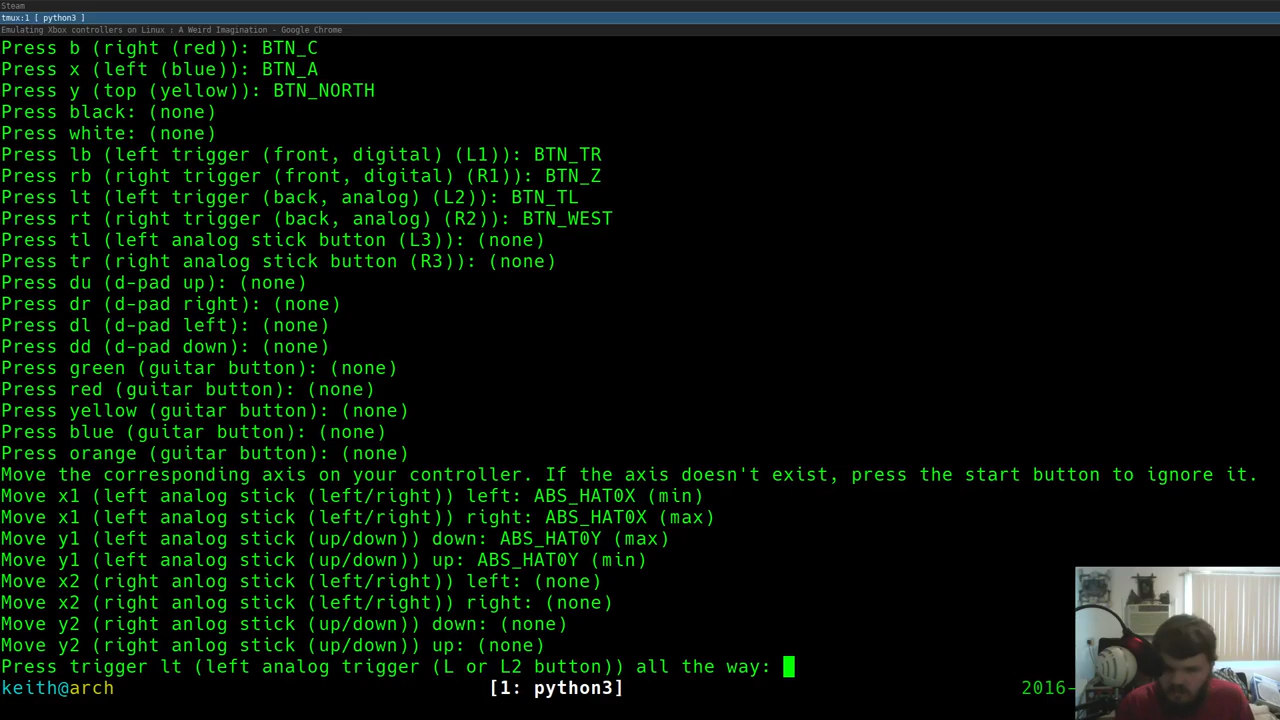 Steam
tmux:1 [ python3 ]
Emulating Xbox controllers on Linux : A Weird Imagination - Google Chrome
Press b (right (red)): BTN_C
Press x (left (blue)): BTN_A
Press y (top (yellow)): BTN_NORTH
Press black: (none)
Press white: (none)
Press lb (left trigger (front, digital) (L1)): BTN_TR
Press rb (right trigger (front, digital) (R1)): BTN_Z
Press lt (left trigger (back, analog) (L2)): BTN_TL
Press rt (right trigger (back, analog) (R2)): BTN_WEST
Press tl (left analog stick button (L3)): (none)
Press tr (right analog stick button (R3)): (none)
Press du (d-pad up): (none)
Press dr (d-pad right): (none)
Press dl (d-pad left): (none)
Press dd (d-pad down): (none)
Press green (guitar button): (none)
Press red (guitar button): (none)
Press yellow (guitar button): (none)
Press blue (guitar button): (none)
Press orange (guitar button): (none)
Move the corresponding axis on your controller. If the axis doesn't exist, press the start button to ignore it.
Move x1 (left analog stick (left/right)) left: ABS_HAT0X (min)
Move x1 (left analog stick (left/right)) right: ABS_HAT0X (max)
Move y1 (left analog stick (up/down)) down: ABS_HAT0Y (max)
Move y1 (left analog stick (up/down)) up: ABS_HAT0Y (min)
Move x2 (right anlog stick (left/right)) left: (none)
Move x2 (right anlog stick (left/right)) right: (none)
Move y2 (right anlog stick (up/down)) down: (none)
Move y2 (right anlog stick (up/down)) up: (none)
Press trigger lt (left analog trigger (L or L2 button)) all the way:
keith@arch [1: python3] 2016-